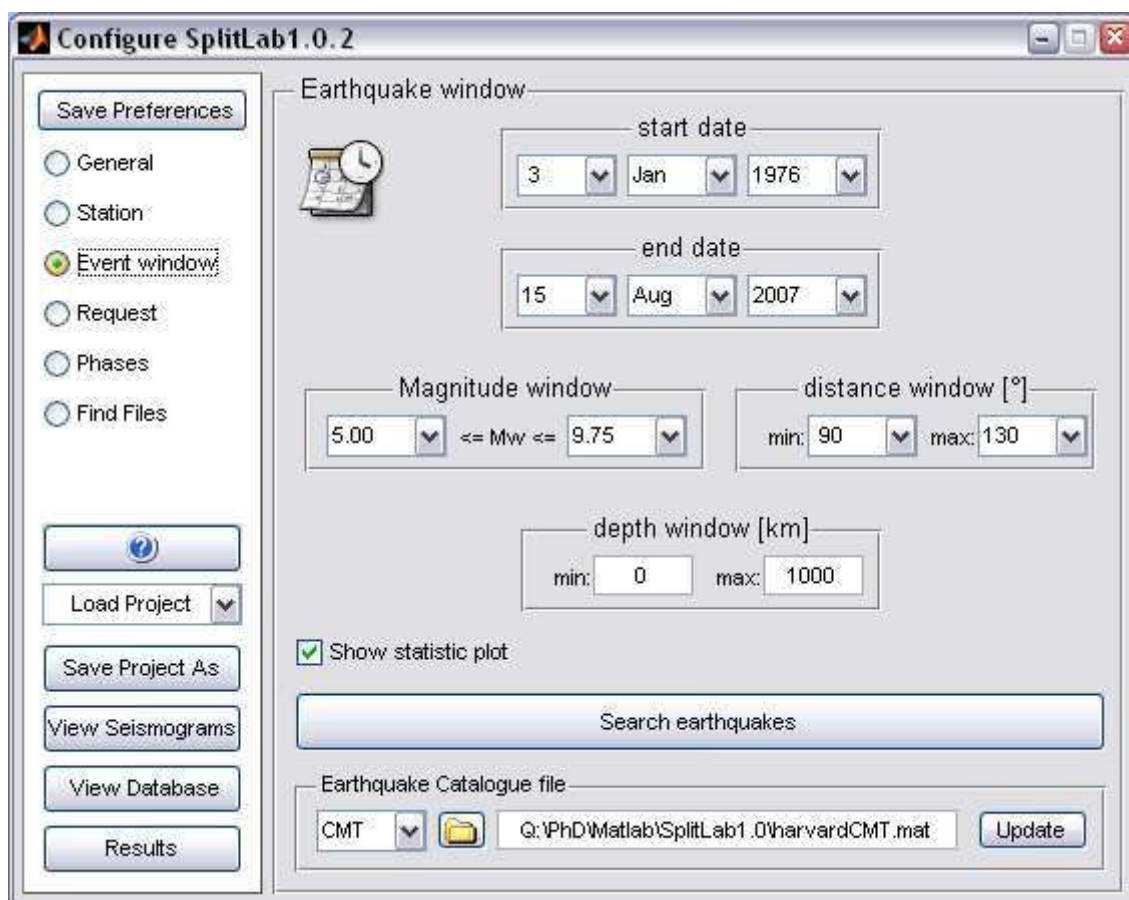 Configure SplitLab1.0.2
Save Preferences
General
Station
Event window
Request
Phases
Find Files
Load Project
Save Project As
View Seismograms
View Database
Results
Earthquake window
start date
3 Jan 1976
end date
15 Aug 2007
Magnitude window
5.00 <= Mw <= 9.75
distance window [°]
min: 90 max: 130
depth window [km]
min: 0 max: 1000
Show statistic plot
Search earthquakes
Earthquake Catalogue file
CMT Q:\PhD\Matlab\SplitLab1.0\harvardCMT.mat Update